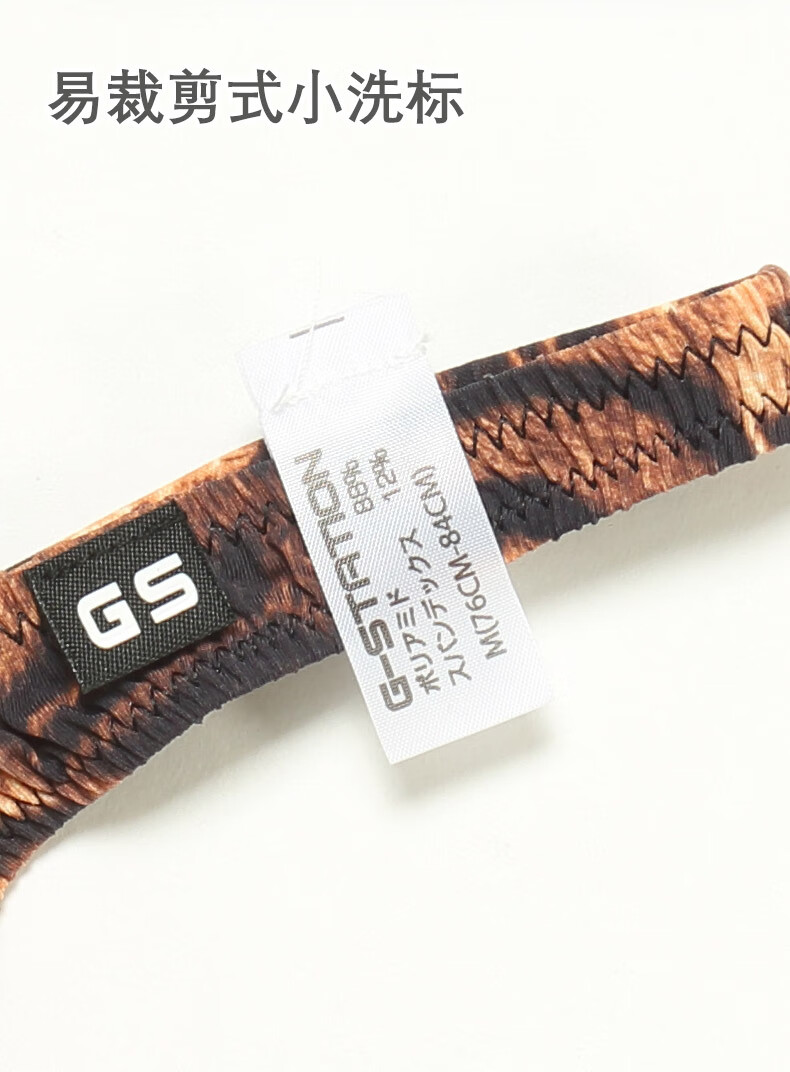 易裁剪式小洗标
GS
G-STATION
ポリアミド 88%
スパンデックス 12%
M(76CM-84CM)